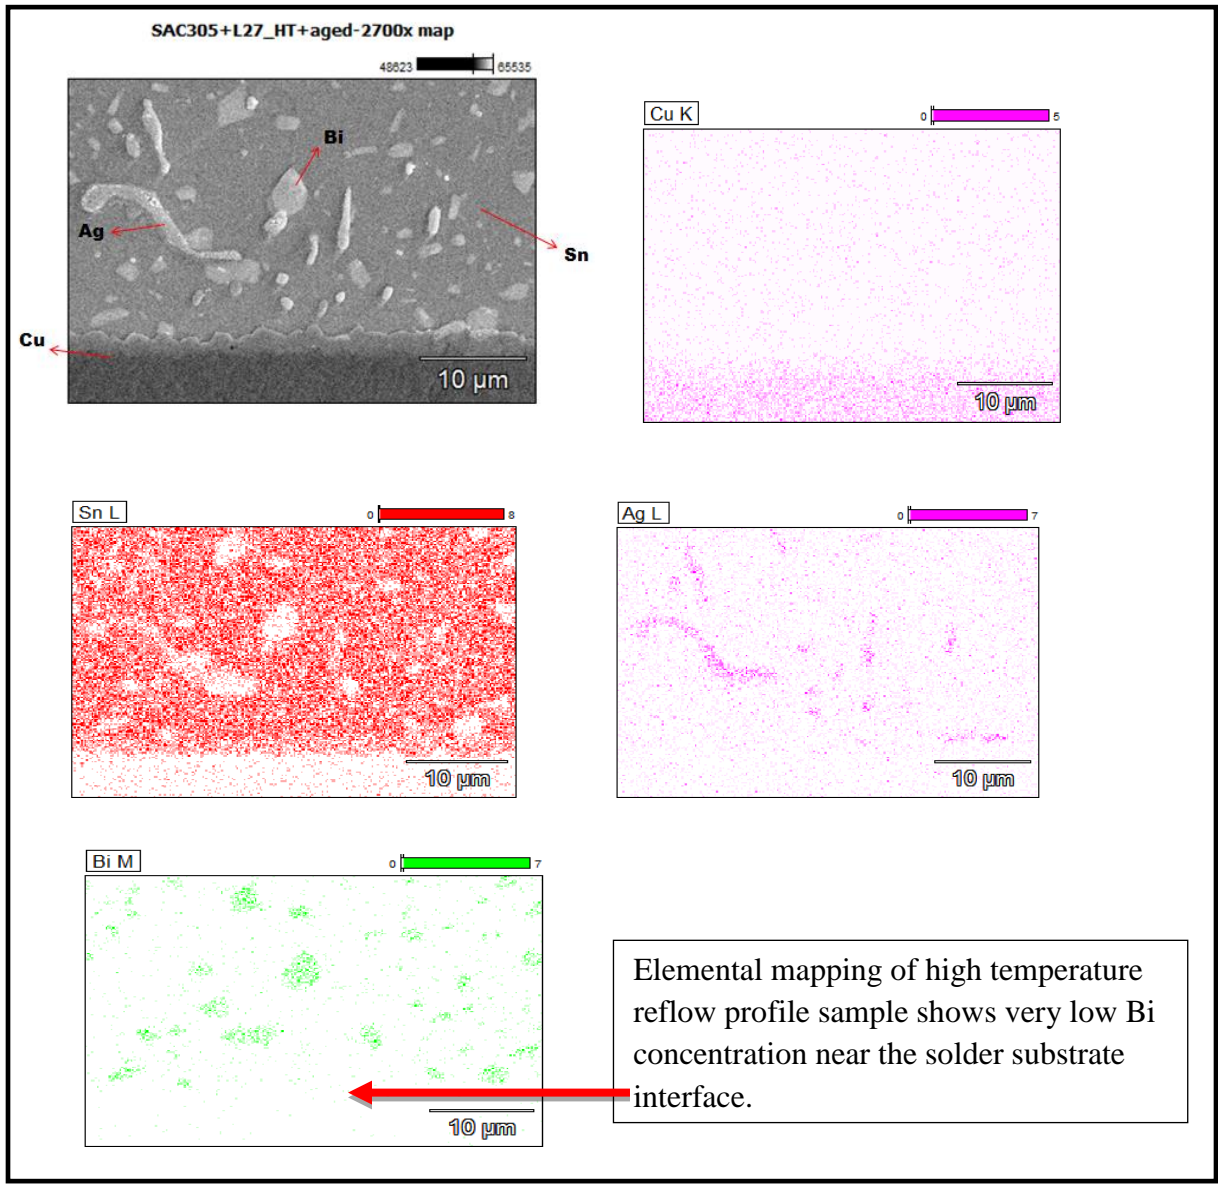 SAC305+L27_HT+aged-2700x map
48623 65535
Bi
Ag
Sn
Cu
10 µm
Cu K
0 5
10 µm
Sn L
0 8
10 µm
Ag L
0 7
10 µm
Bi M
0 7
10 µm
Elemental mapping of high temperature
reflow profile sample shows very low Bi
concentration near the solder substrate
interface.